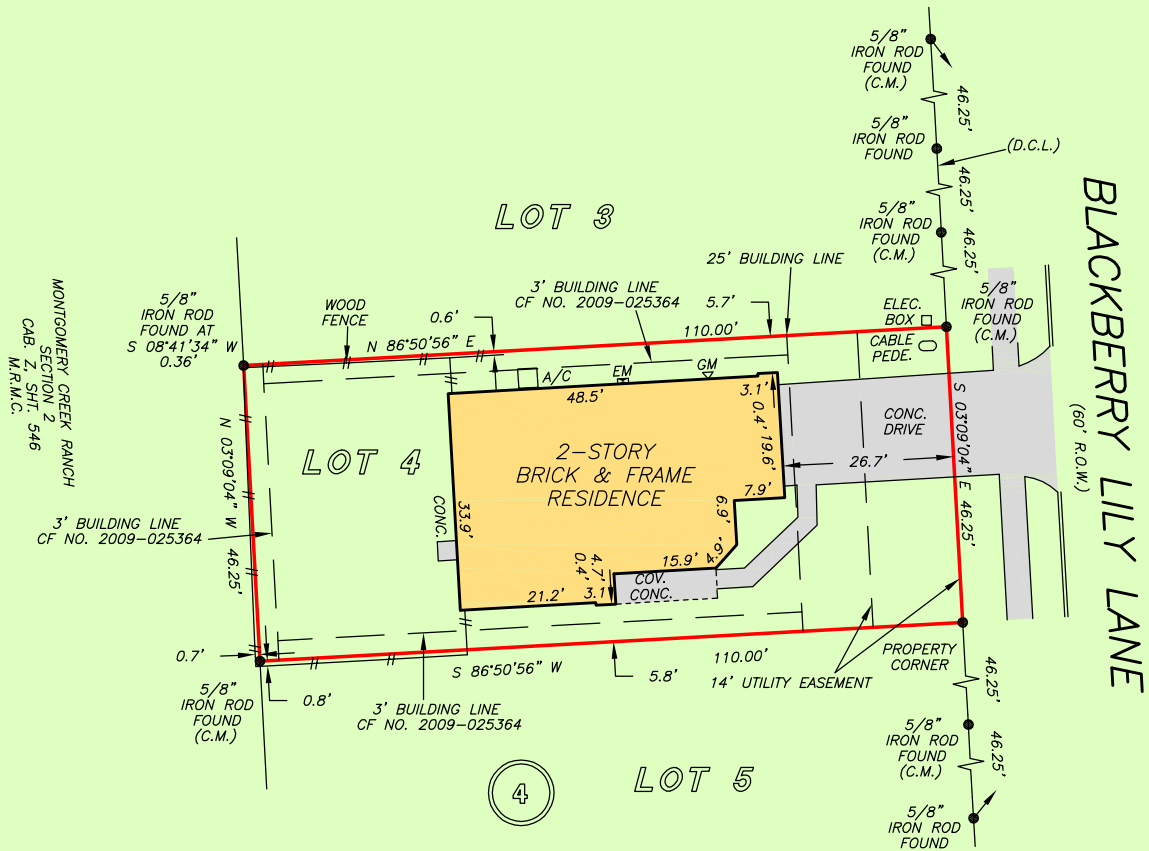 5/8"
IRON ROD
FOUND
(C.M.)
46.25'
5/8"
IRON ROD
FOUND
(D.C.L.)
46.25'
5/8"
IRON ROD
FOUND
(C.M.)
46.25'
BLACKBERRY LILY LANE
(60' R.O.W.)
LOT 3
25' BUILDING LINE
3' BUILDING LINE
CF NO. 2009-025364
5.7'
5/8"
IRON ROD
FOUND
(C.M.)
ELEC.
BOX
CABLE
PEDE.
5/8"
IRON ROD
FOUND AT
S 08°41'34" W
0.36'
WOOD
FENCE
0.6'
N 86°50'56" E
110.00'
MONTGOMERY CREEK RANCH
SECTION 2
CAB. Z, SHT. 546
M.R.M.C.
A/C
EM
GM
48.5'
3.1'
0.4'
19.6'
CONC.
DRIVE
S 03°09'04" E 46.25'
26.7'
LOT 4
2-STORY
BRICK & FRAME
RESIDENCE
7.9'
6.9'
N 03°09'04" W 46.25'
CONC.
33.9'
3' BUILDING LINE
CF NO. 2009-025364
4.9'
15.9'
4.7'
0.4'
COV.
CONC.
21.2'
3.1
0.7'
S 86°50'56" W
110.00'
PROPERTY
CORNER
5.8'
14' UTILITY EASEMENT
46.25'
5/8"
IRON ROD
FOUND
(C.M.)
0.8'
3' BUILDING LINE
CF NO. 2009-025364
5/8"
IRON ROD
FOUND
(C.M.)
46.25'
4
LOT 5
5/8"
IRON ROD
FOUND